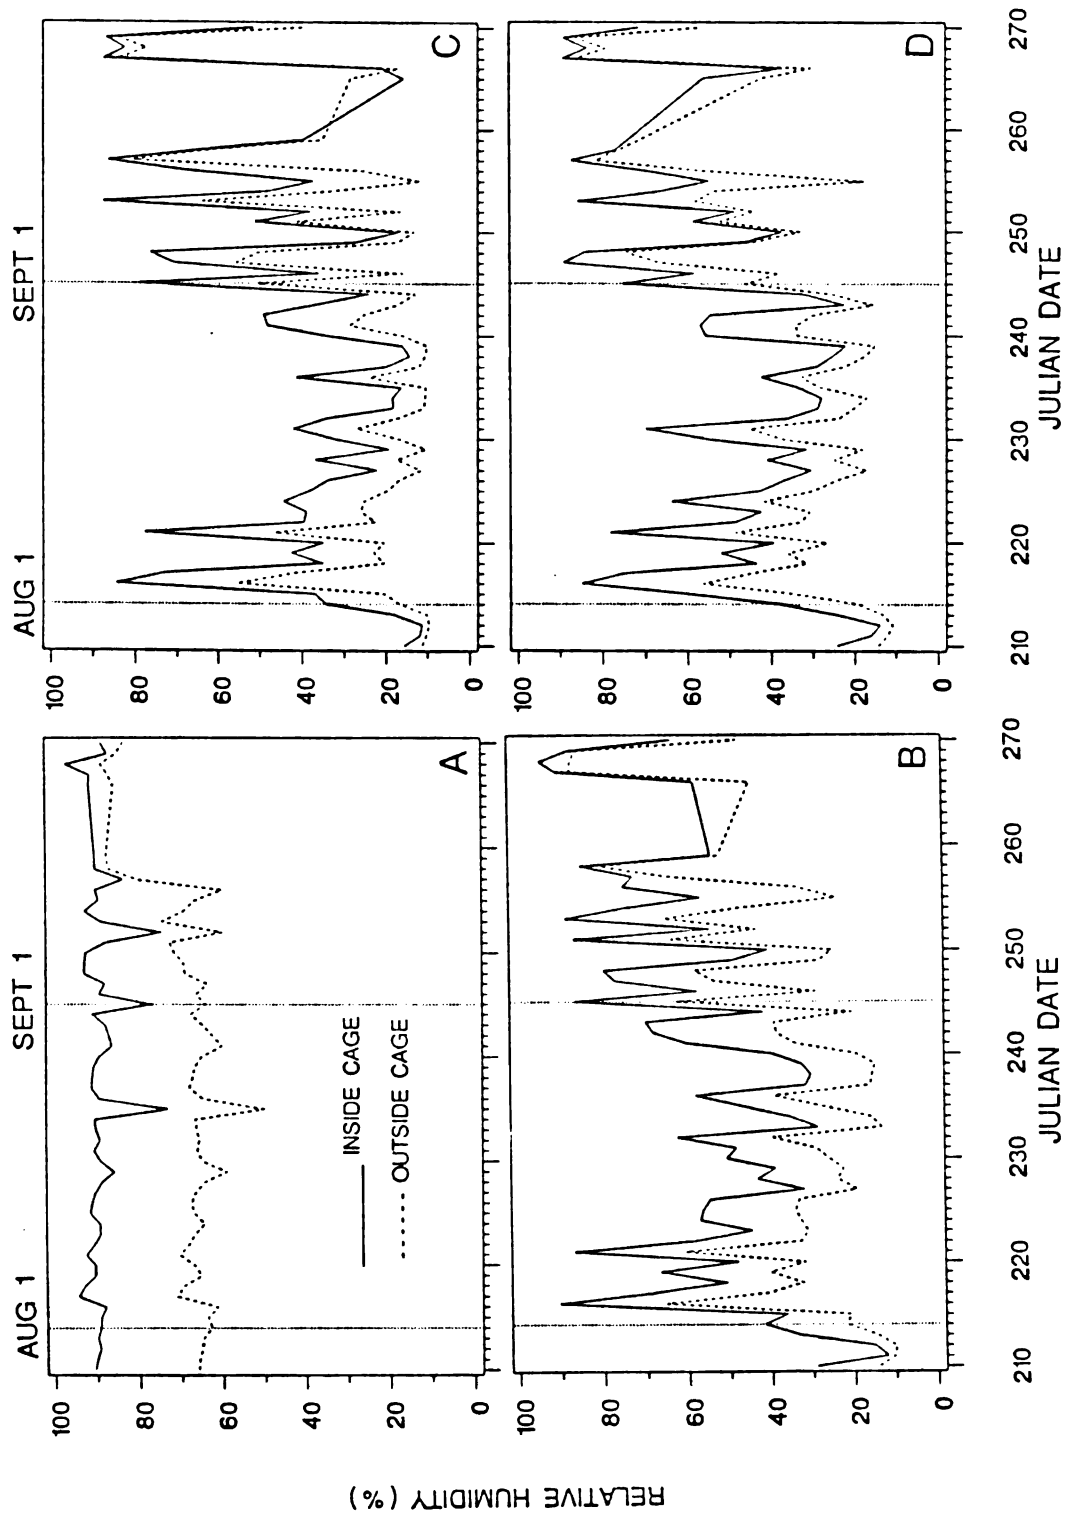 AUG 1
SEPT 1
AUG 1
SEPT 1
RELATIVE HUMIDITY (%)
100
80
60
40
20
0
INSIDE CAGE
OUTSIDE CAGE
A
100
80
60
40
20
0
C
100
80
60
40
20
0
B
210
220
230
240
250
260
270
JULIAN DATE
100
80
60
40
20
0
D
210
220
230
240
250
260
270
JULIAN DATE